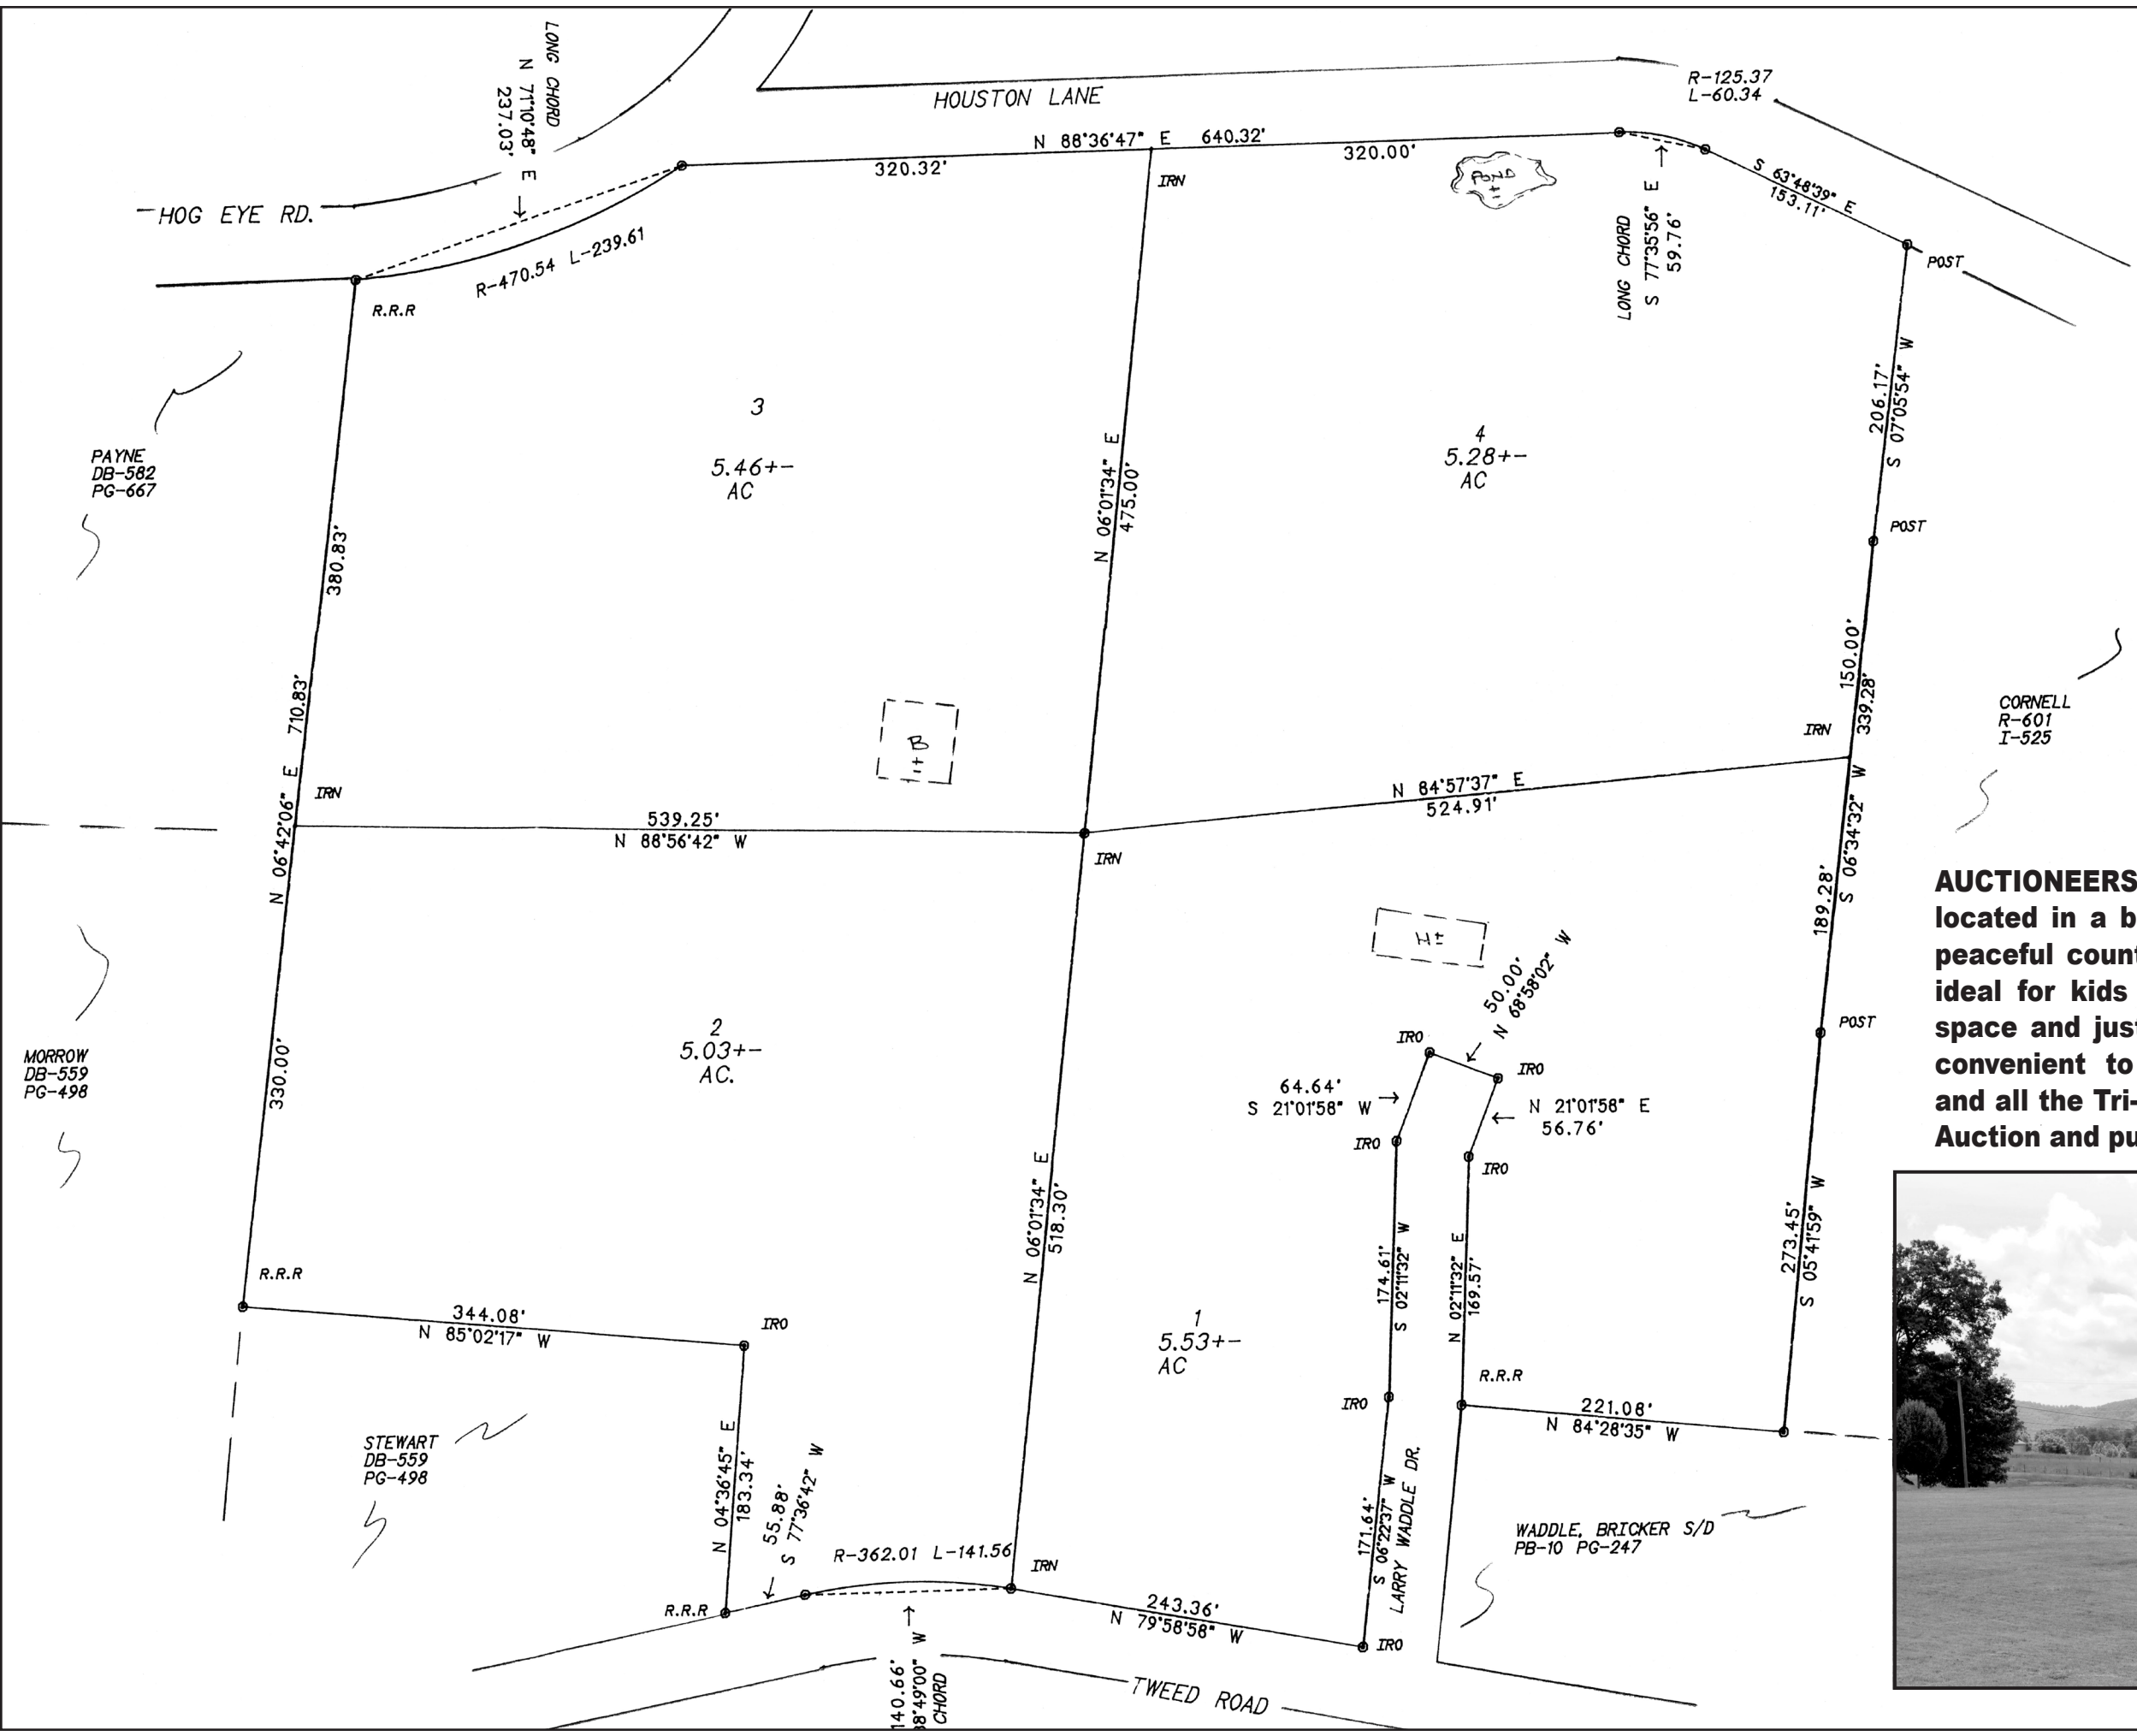 LONG CHORD
N 71°10'48" E
237.03'
HOUSTON LANE
R-125.37
L-60.34
HOG EYE RD.
N 88°36'47" E 640.32'
320.32'
320.00'
IRN
POND
+-
LONG CHORD
S 77°35'56" E
59.76'
S 63°48'39" E
153.11'
POST
R-470.54 L-239.61
R.R.R
206.17'
S 07°05'54" W
3
5.46+-
AC
4
5.28+-
AC
PAYNE
DB-582
PG-667
380.83'
N 06°01'34" E
475.00'
POST
150.00'
339.28'
IRN
CORNELL
R-601
I-525
N 06°42'06" E 710.83'
B
+-
IRN
539.25'
N 88°56'42" W
N 84°57'37" E
524.91'
IRN
S 06°34'32" W
189.28'
H±
AUCTIONEERS
located in a b
peaceful count
ideal for kids
space and just
convenient to
and all the Tri-
Auction and pu
2
5.03+-
AC.
MORROW
DB-559
PG-498
330.00'
50.00'
N 68°58'02" W
IRO
IRO
POST
64.64'
S 21°01'58" W
N 21°01'58" E
56.76'
IRO
IRO
N 06°01'34" E
518.30'
174.61'
S 02°11'32" W
N 02°11'32" E
169.57'
273.45'
S 05°41'59" W
R.R.R
344.08'
N 85°02'17" W
IRO
1
5.53+-
AC
R.R.R
IRO
221.08'
N 84°28'35" W
STEWART
DB-559
PG-498
N 04°36'45" E
183.34'
55.88'
S 77°36'42" W
R-362.01 L-141.56
IRN
171.64'
S 06°22'37" W
LARRY WADDLE DR.
WADDLE, BRICKER S/D
PB-10 PG-247
R.R.R
243.36'
N 79°58'58" W
IRO
140.66'
8°49'00" W
CHORD
TWEED ROAD